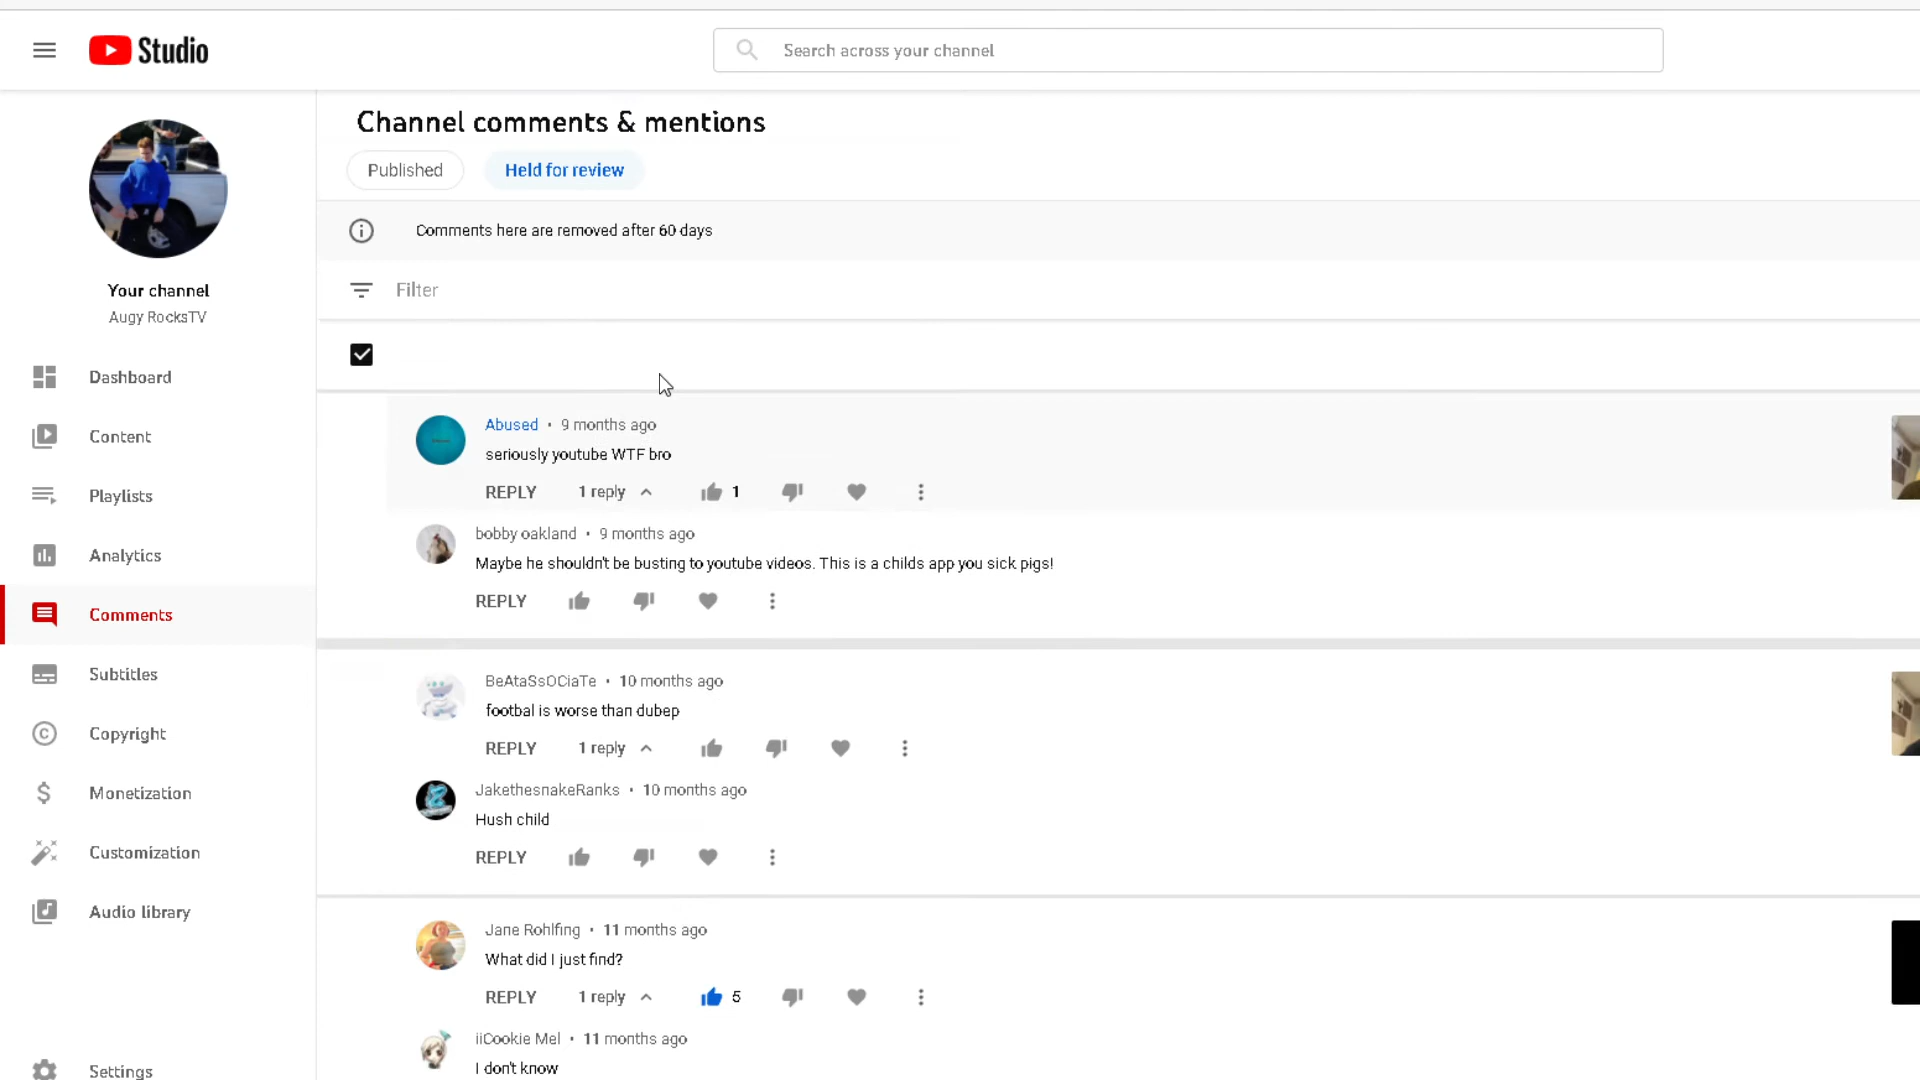 Studio
Search across your channel
Channel comments & mentions
Published
Held for review
Comments here are removed after 60 days
Filter
Your channel
Augy RocksTV
Dashboard
Content
Playlists
Analytics
Comments
Subtitles
Copyright
Monetization
Customization
Audio library
Settings
Abused • 9 months ago
seriously youtube WTF bro
REPLY 1 reply 1
bobby oakland • 9 months ago
Maybe he shouldn't be busting to youtube videos. This is a childs app you sick pigs!
REPLY
BeAtaSsOCiaTe • 10 months ago
footbal is worse than dubep
REPLY 1 reply
JakethesnakeRanks • 10 months ago
Hush child
REPLY
Jane Rohlfing • 11 months ago
What did I just find?
REPLY 1 reply 5
iiCookie Mel • 11 months ago
I don't know